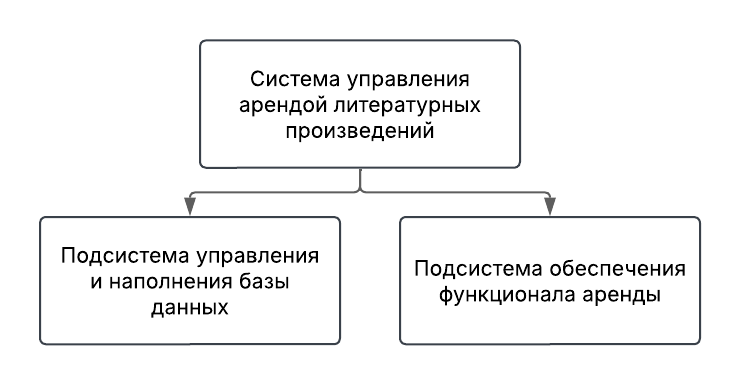 Система управления
арендой литературных
произведений
Подсистема управления
и наполнения базы
данных
Подсистема обеспечения
функционала аренды